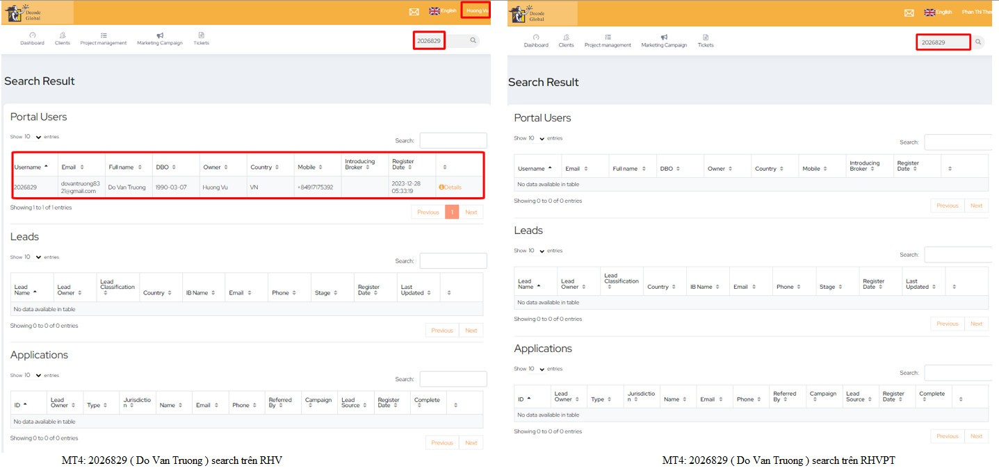 Decode
Global
English
Huong Vu
Dashboard
Clients
Project management
Marketing Campaign
Tickets
2026829
Search Result
Portal Users
Show 10 entries
Search:
Username
Email
Full name
DBO
Owner
Country
Mobile
Introducing
Broker
Register
Date
2026829
dovantruong83
21@gmail.com
Do Van Truong
1990-03-07
Huong Vu
VN
+84917175392
2023-12-28
05:33:19
Details
Showing 1 to 1 of 1 entries
Previous
1
Next
Leads
Show 10 entries
Search:
Lead
Name
Lead
Owner
Lead
Classification
Country
IB Name
Email
Phone
Stage
Register
Date
Last
Updated
No data available in table
Showing 0 to 0 of 0 entries
Previous
Next
Applications
Show 10 entries
Search:
ID
Lead
Owner
Type
Jurisdictio
n
Name
Email
Phone
Referred
By
Campaign
Lead
Source
Register
Date
Complete
No data available in table
Showing 0 to 0 of 0 entries
Previous
Next
MT4: 2026829 ( Do Van Truong ) search trên RHV
Decode
Global
English
Phan Thi The
Dashboard
Clients
Project management
Marketing Campaign
Tickets
2026829
Search Result
Portal Users
Show 10 entries
Search:
Username
Email
Full name
DBO
Owner
Country
Mobile
Introducing
Broker
Register
Date
No data available in table
Showing 0 to 0 of 0 entries
Previous
Next
Leads
Show 10 entries
Search:
Lead
Name
Lead
Owner
Lead
Classification
Country
IB Name
Email
Phone
Stage
Register
Date
Last
Updated
No data available in table
Showing 0 to 0 of 0 entries
Previous
Next
Applications
Show 10 entries
Search:
ID
Lead
Owner
Type
Jurisdictio
n
Name
Email
Phone
Referred
By
Campaign
Lead
Source
Register
Date
Complete
No data available in table
Showing 0 to 0 of 0 entries
Previous
Next
MT4: 2026829 ( Do Van Truong ) search trên RHVPT